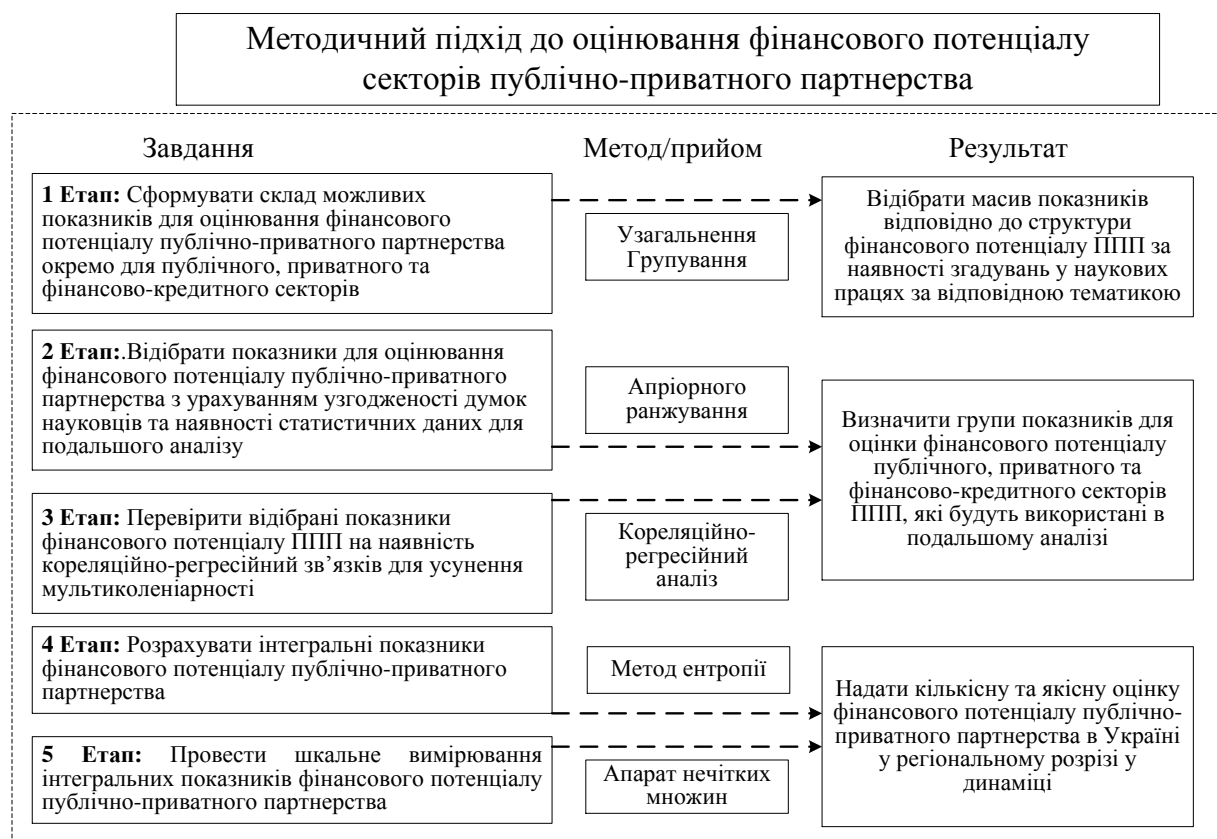 Методичний підхід до оцінювання фінансового потенціалу
секторів публічно-приватного партнерства
Завдання
Метод/прийом
Результат
1 Етап: Сформувати склад можливих
показників для оцінювання фінансового
потенціалу публічно-приватного партнерства
окремо для публічного, приватного та
фінансово-кредитного секторів
Узагальнення
Групування
Відібрати масив показників
відповідно до структури
фінансового потенціалу ППП за
наявності згадувань у наукових
працях за відповідною тематикою
2 Етап:.Відібрати показники для оцінювання
фінансового потенціалу публічно-приватного
партнерства з урахуванням узгодженості думок
науковців та наявності статистичних даних для
подальшого аналізу
Апріорного
ранжування
Визначити групи показників для
оцінки фінансового потенціалу
публічного, приватного та
фінансово-кредитного секторів
ППП, які будуть використані в
подальшому аналізі
3 Етап: Перевірити відібрані показники
фінансового потенціалу ППП на наявність
кореляційно-регресійний зв’язків для усунення
мультиколеніарності
Кореляційно-
регресійний
аналіз
4 Етап: Розрахувати інтегральні показники
фінансового потенціалу публічно-приватного
партнерства
Метод ентропії
Надати кількісну та якісну оцінку
фінансового потенціалу публічно-
приватного партнерства в Україні
у регіональному розрізі у
динаміці
5 Етап: Провести шкальне вимірювання
інтегральних показників фінансового потенціалу
публічно-приватного партнерства
Апарат нечітких
множин